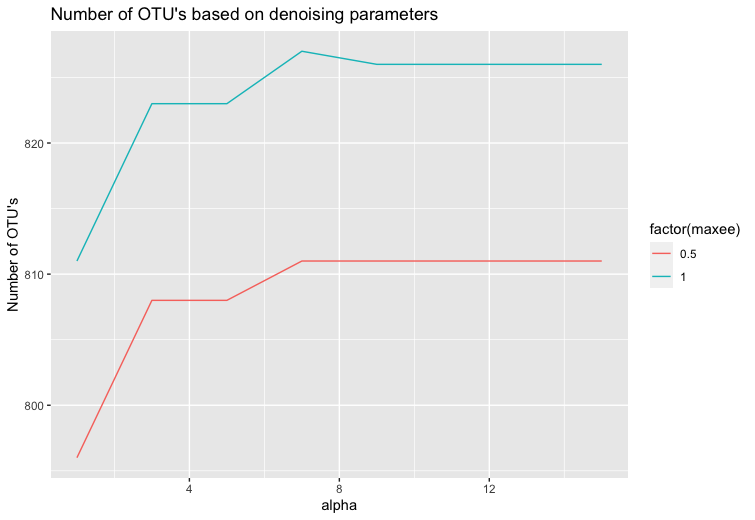 Number of OTU's based on denoising parameters
820
810
800
Number of OTU's
4
8
12
alpha
factor(maxee)
0.5
1